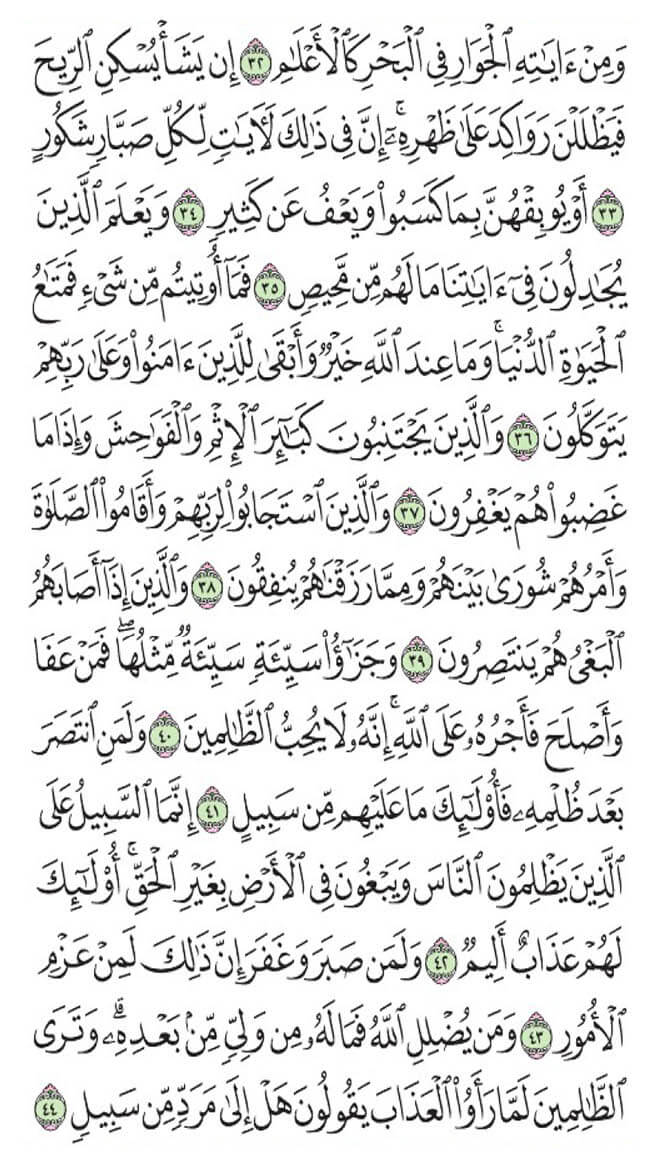 وَمِنْ ءَايَٰتِهِ ٱلْجَوَارِ فِى ٱلْبَحْرِ كَٱلْأَعْلَٰمِ ٣٢ إِن يَشَأْ يُسْكِنِ ٱلرِّيحَ
فَيَظْلَلْنَ رَوَاكِدَ عَلَىٰ ظَهْرِهِۦٓ ۚ إِنَّ فِى ذَٰلِكَ لَءَايَٰتٍ لِّكُلِّ صَبَّارٍ شَكُورٍ
٣٣ أَوْ يُوبِقْهُنَّ بِمَا كَسَبُوا۟ وَيَعْفُ عَن كَثِيرٍ ٣٤ وَيَعْلَمَ ٱلَّذِينَ
يُجَٰدِلُونَ فِىٓ ءَايَٰتِنَا مَا لَهُم مِّن مَّحِيصٍ ٣٥ فَمَآ أُوتِيتُم مِّن شَىْءٍ فَمَتَٰعُ
ٱلْحَيَوٰةِ ٱلدُّنْيَا ۚ وَمَا عِندَ ٱللَّهِ خَيْرٌ وَأَبْقَىٰ لِلَّذِينَ ءَامَنُوا۟ وَعَلَىٰ رَبِّهِمْ
يَتَوَكَّلُونَ ٣٦ وَٱلَّذِينَ يَجْتَنِبُونَ كَبَٰٓئِرَ ٱلْإِثْمِ وَٱلْفَوَٰحِشَ وَإِذَا مَا
غَضِبُوا۟ هُمْ يَغْفِرُونَ ٣٧ وَٱلَّذِينَ ٱسْتَجَابُوا۟ لِرَبِّهِمْ وَأَقَامُوا۟ ٱلصَّلَوٰةَ
وَأَمْرُهُمْ شُورَىٰ بَيْنَهُمْ وَمِمَّا رَزَقْنَٰهُمْ يُنفِقُونَ ٣٨ وَٱلَّذِينَ إِذَآ أَصَابَهُمُ
ٱلْبَغْىُ هُمْ يَنتَصِرُونَ ٣٩ وَجَزَٰٓؤُا۟ سَيِّئَةٍ سَيِّئَةٌ مِّثْلُهَا ۖ فَمَنْ عَفَا
وَأَصْلَحَ فَأَجْرُهُۥ عَلَى ٱللَّهِ ۚ إِنَّهُۥ لَا يُحِبُّ ٱلظَّٰلِمِينَ ٤٠ وَلَمَنِ ٱنتَصَرَ
بَعْدَ ظُلْمِهِۦ فَأُو۟لَٰٓئِكَ مَا عَلَيْهِم مِّن سَبِيلٍ ٤١ إِنَّمَا ٱلسَّبِيلُ عَلَى
ٱلَّذِينَ يَظْلِمُونَ ٱلنَّاسَ وَيَبْغُونَ فِى ٱلْأَرْضِ بِغَيْرِ ٱلْحَقِّ ۚ أُو۟لَٰٓئِكَ
لَهُمْ عَذَابٌ أَلِيمٌ ٤٢ وَلَمَن صَبَرَ وَغَفَرَ إِنَّ ذَٰلِكَ لَمِنْ عَزْمِ
ٱلْأُمُورِ ٤٣ وَمَن يُضْلِلِ ٱللَّهُ فَمَا لَهُۥ مِن وَلِىٍّ مِّنۢ بَعْدِهِۦ ۗ وَتَرَى
ٱلظَّٰلِمِينَ لَمَّا رَأَوُا۟ ٱلْعَذَابَ يَقُولُونَ هَلْ إِلَىٰ مَرَدٍّ مِّن سَبِيلٍ ٤٤